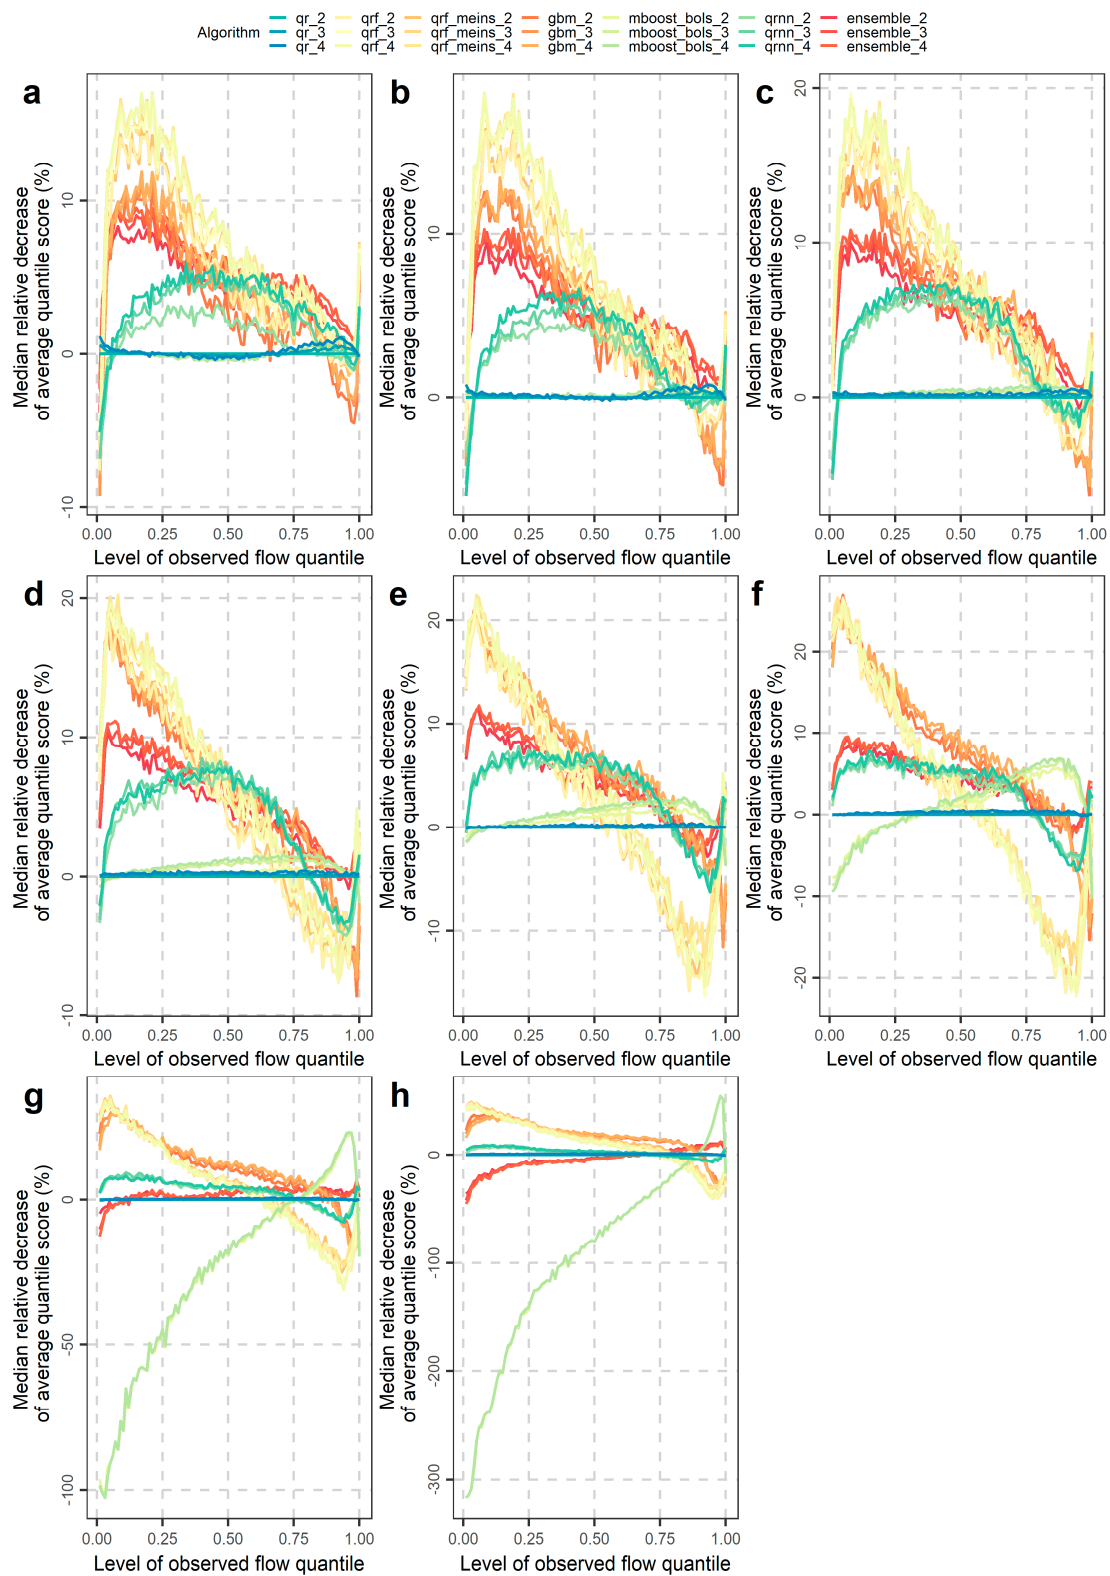 Algorithm
qr_2 qrf_2 qrf_meins_2 gbm_2 mboost_bols_2 qrnn_2 ensemble_2
qr_3 qrf_3 qrf_meins_3 gbm_3 mboost_bols_3 qrnn_3 ensemble_3
qr_4 qrf_4 qrf_meins_4 gbm_4 mboost_bols_4 qrnn_4 ensemble_4
a
Median relative decrease
of average quantile score (%)
10
0
-10
0.00 0.25 0.50 0.75 1.00
Level of observed flow quantile
b
Median relative decrease
of average quantile score (%)
10
0
0.00 0.25 0.50 0.75 1.00
Level of observed flow quantile
c
Median relative decrease
of average quantile score (%)
20
10
0
0.00 0.25 0.50 0.75 1.00
Level of observed flow quantile
d
Median relative decrease
of average quantile score (%)
20
10
0
-10
0.00 0.25 0.50 0.75 1.00
Level of observed flow quantile
e
Median relative decrease
of average quantile score (%)
20
10
0
-10
0.00 0.25 0.50 0.75 1.00
Level of observed flow quantile
f
Median relative decrease
of average quantile score (%)
20
10
0
-10
-20
0.00 0.25 0.50 0.75 1.00
Level of observed flow quantile
g
Median relative decrease
of average quantile score (%)
0
-50
-100
0.00 0.25 0.50 0.75 1.00
Level of observed flow quantile
h
Median relative decrease
of average quantile score (%)
0
-100
-200
-300
0.00 0.25 0.50 0.75 1.00
Level of observed flow quantile